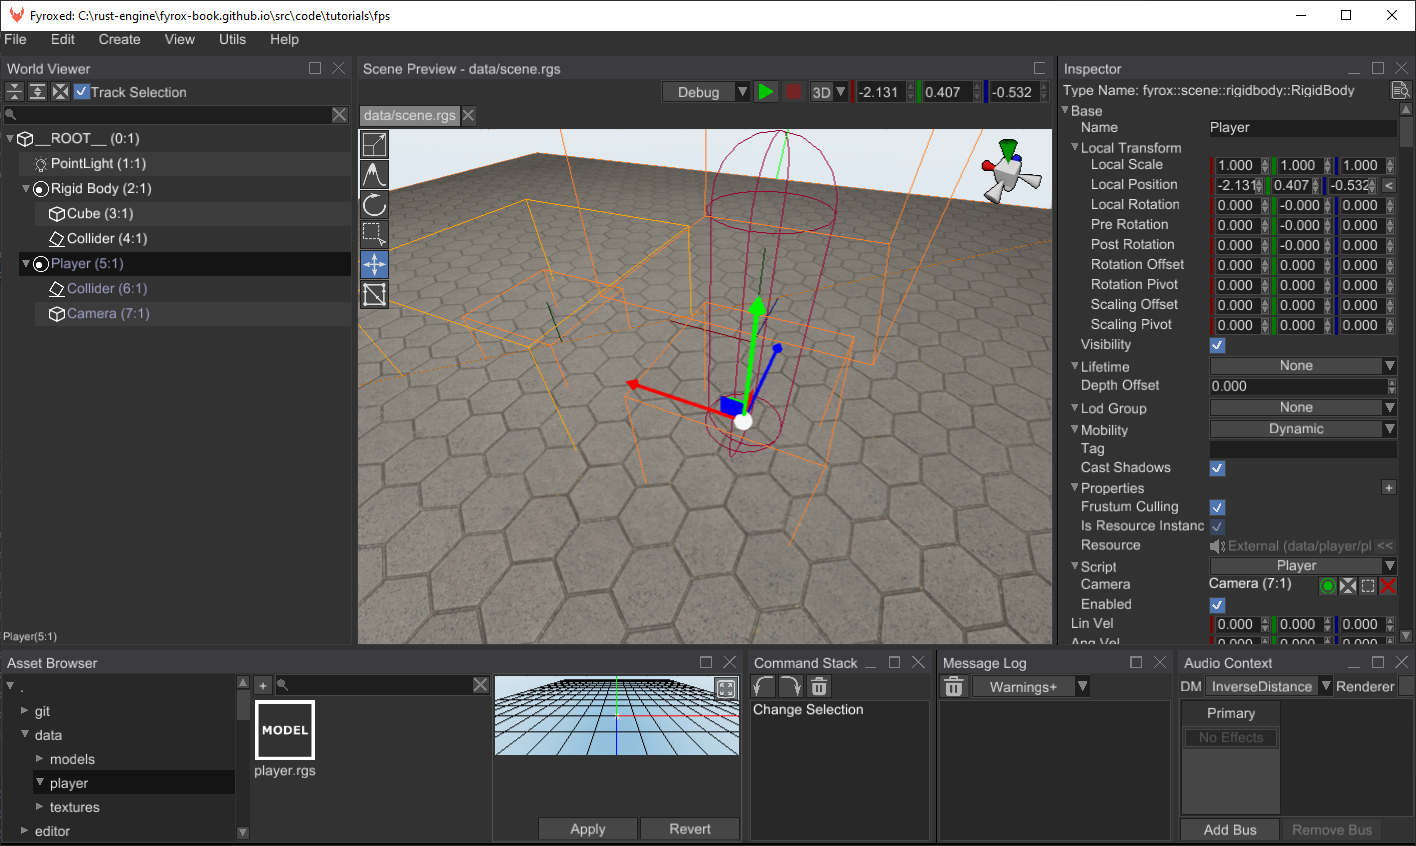 Fyroxed: C:\rust-engine\fyrox-book.github.io\src\code\tutorials\fps
File Edit Create View Utils Help
World Viewer
Track Selection
__ROOT__ (0:1)
PointLight (1:1)
Rigid Body (2:1)
Cube (3:1)
Collider (4:1)
Player (5:1)
Collider (6:1)
Camera (7:1)
Player(5:1)
Scene Preview - data/scene.rgs
Debug 3D -2.131 0.407 -0.532
data/scene.rgs
Inspector
Type Name: fyrox::scene::rigidbody::RigidBody
Base
Name Player
Local Transform
Local Scale 1.000 1.000 1.000
Local Position -2.131 0.407 -0.532 <
Local Rotation 0.000 -0.000 0.000
Pre Rotation 0.000 -0.000 0.000
Post Rotation 0.000 -0.000 0.000
Rotation Offset 0.000 0.000 0.000
Rotation Pivot 0.000 0.000 0.000
Scaling Offset 0.000 0.000 0.000
Scaling Pivot 0.000 0.000 0.000
Visibility
Lifetime None
Depth Offset 0.000
Lod Group None
Mobility Dynamic
Tag
Cast Shadows
Properties +
Frustum Culling
Is Resource Instanc
Resource External (data/player/pl <<
Script Player
Camera Camera (7:1)
Enabled
Lin Vel 0.000 0.000 0.000
Ang Vel 0.000 0.000 0.000
Asset Browser
.
git
data
models
player
textures
editor
+
MODEL
player.rgs
Apply Revert
Command Stack
Change Selection
Message Log
Warnings+
Audio Context
DM InverseDistance Renderer
Primary
No Effects
Add Bus Remove Bus